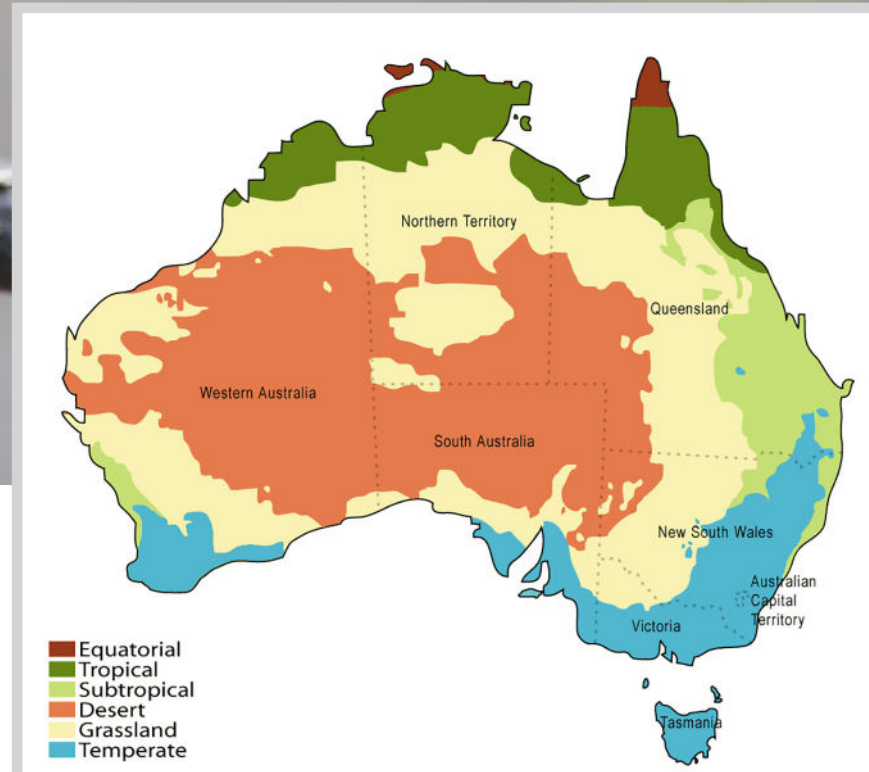 Northern Territory
Queensland
Western Australia
South Australia
New South Wales
Australian
Capital
Territory
Victoria
Tasmania
Equatorial
Tropical
Subtropical
Desert
Grassland
Temperate